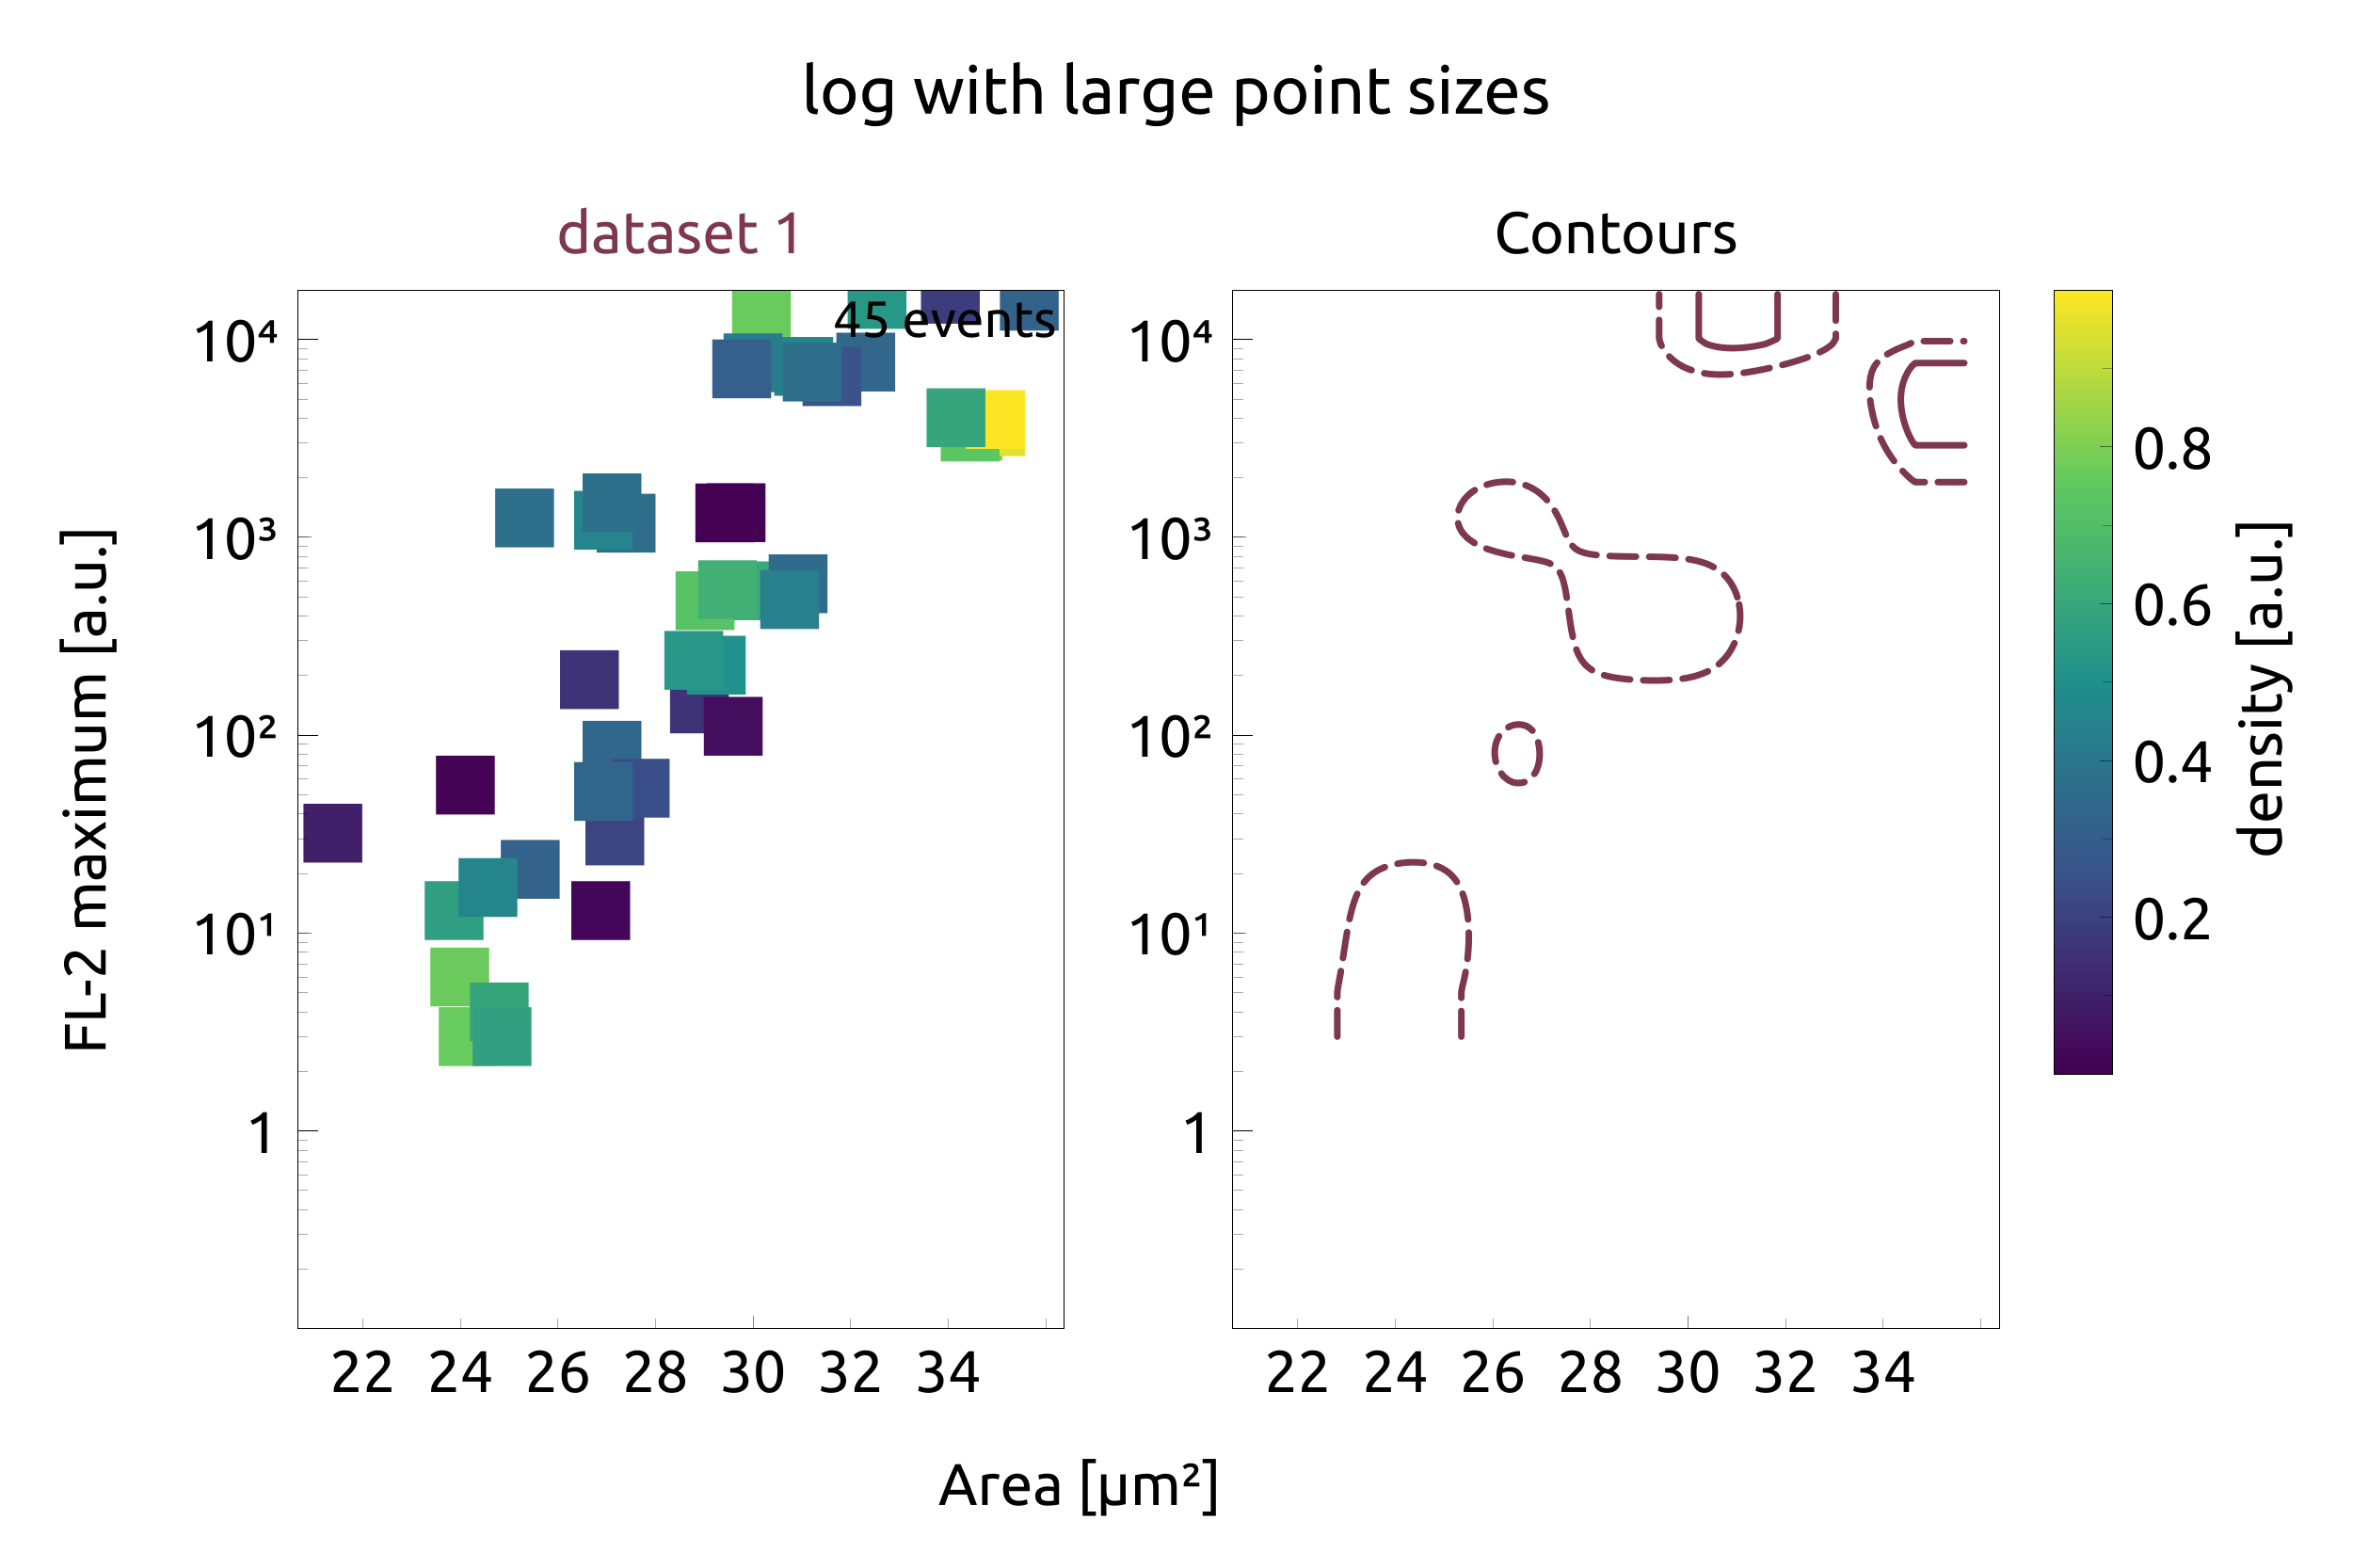 log with large point sizes
dataset 1
Contours
45 events
FL-2 maximum [a.u.]
10⁴
10³
10²
10¹
1
22 24 26 28 30 32 34
10⁴
10³
10²
10¹
1
22 24 26 28 30 32 34
Area [µm²]
0.8
0.6
0.4
0.2
density [a.u.]